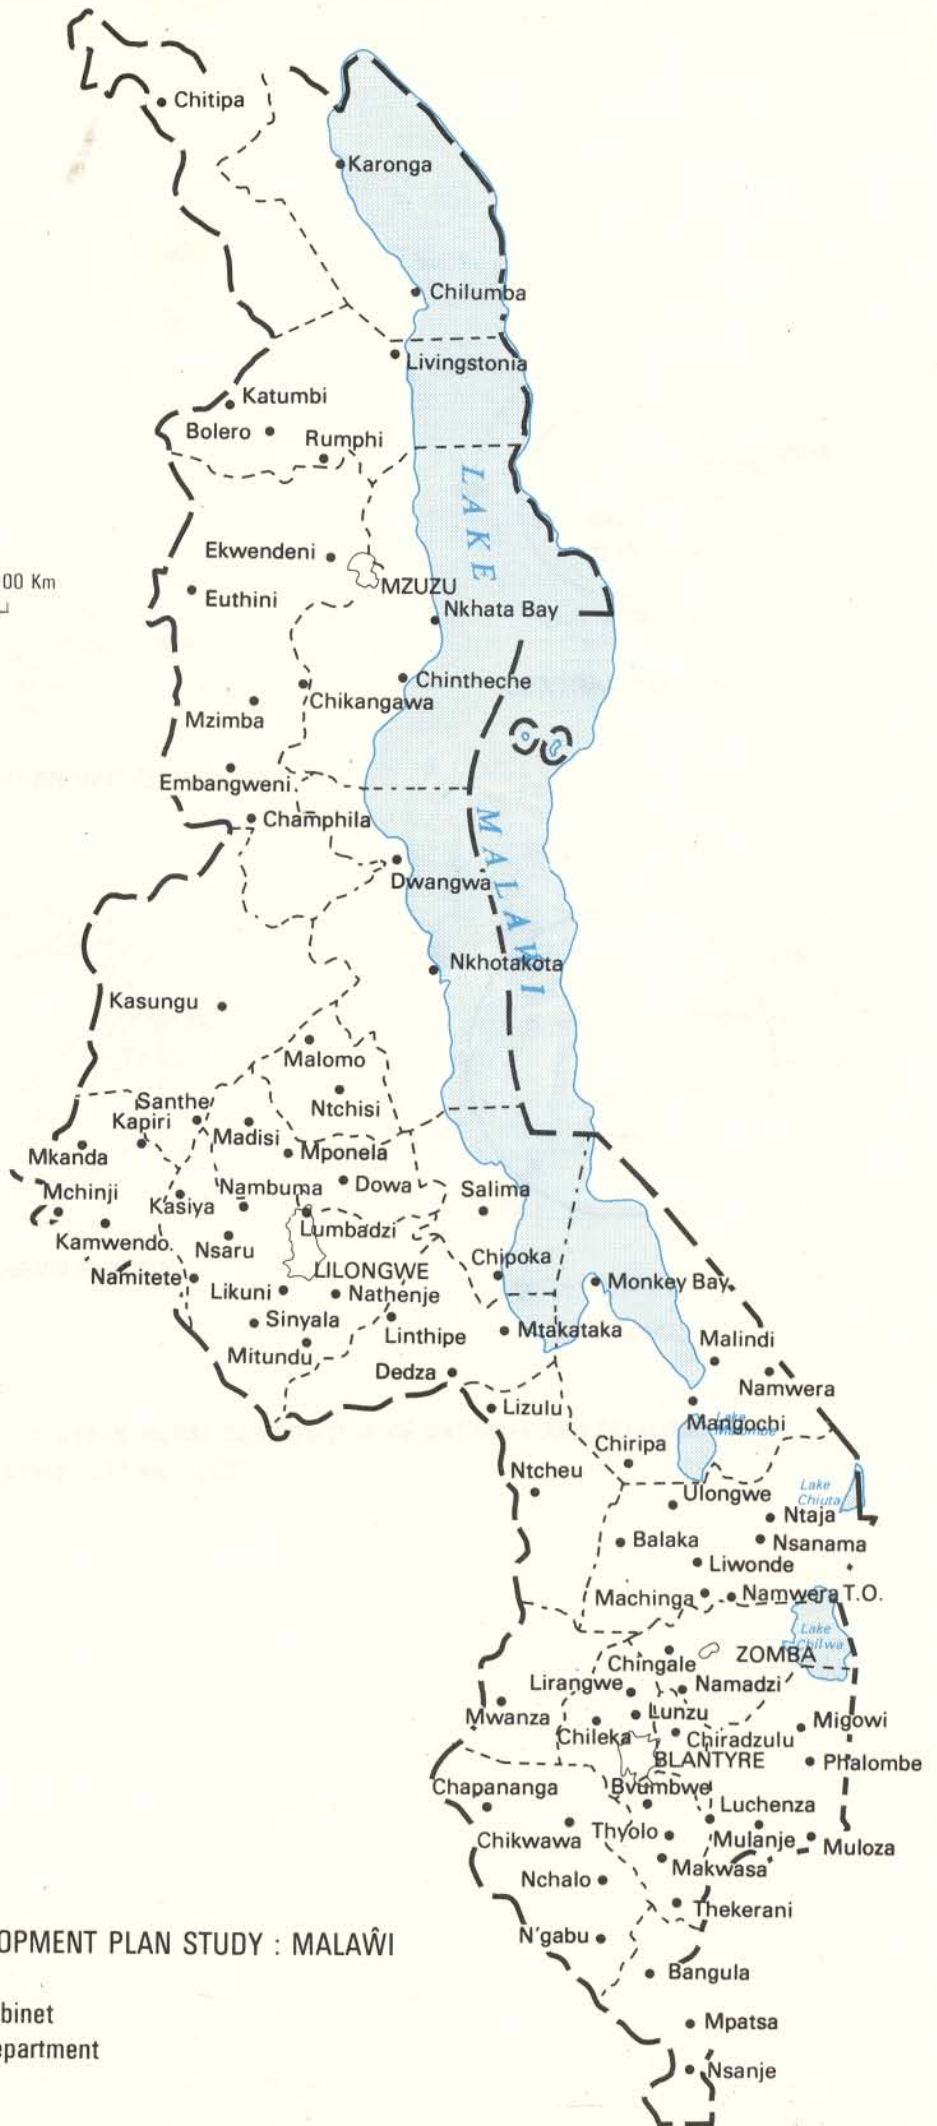 Chitipa
Karonga
Chilumba
Livingstonia
Katumbi
Bolero
Rumphi
LAKE
Ekwendeni
00 Km
MZUZU
Euthini
Nkhata Bay
Chintheche
Chikangawa
Mzimba
Embangweni
MALAWI
Champhila
Dwangwa
Nkhotakota
Kasungu
Malomo
Santhe
Ntchisi
Kapiri
Madisi
Mponela
Mkanda
Mchinji
Nambuma
Dowa
Salima
Kasiya
Lumbadzi
Kamwendo
Nsaru
Chipoka
Namitete
LILONGWE
Monkey Bay
Likuni
Nathenje
Sinyala
Linthipe
Mtakataka
Malindi
Mitundu
Dedza
Namwera
Lizulu
Mangochi
Lake
Chiripa
Ntcheu
Ulongwe
Lake
Chiuta
Ntaja
Balaka
Nsanama
Liwonde
Machinga
Namwera T.O.
Lake
Chilwa
Chingale
ZOMBA
Lirangwe
Namadzi
Mwanza
Lunzu
Migowi
Chileka
Chiradzulu
BLANTYRE
Phalombe
Chapananga
Bvumbwe
Luchenza
Chikwawa
Thyolo
Mulanje
Muloza
Makwasa
Nchalo
Thekerani
N'gabu
OPMENT PLAN STUDY : MALAŴI
Bangula
binet
Mpatsa
epartment
Nsanje